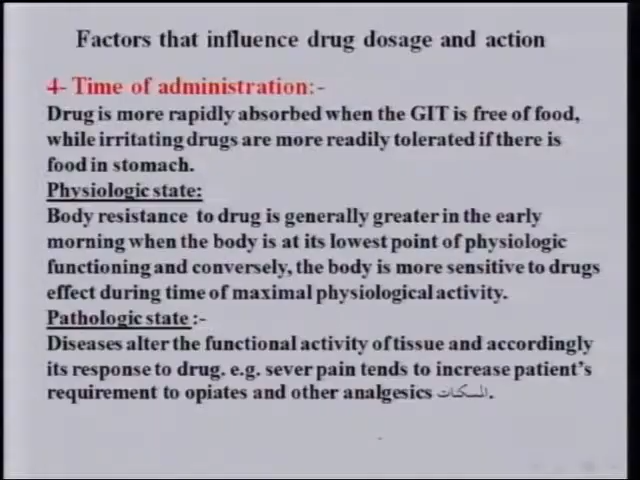 Factors that influence drug dosage and action
4- Time of administration:-
Drug is more rapidly absorbed when the GIT is free of food,
while irritating drugs are more readily tolerated if there is
food in stomach.
Physiologic state:
Body resistance to drug is generally greater in the early
morning when the body is at its lowest point of physiologic
functioning and conversely, the body is more sensitive to drugs
effect during time of maximal physiological activity.
Pathologic state :-
Diseases alter the functional activity of tissue and accordingly
its response to drug. e.g. sever pain tends to increase patient's
requirement to opiates and other analgesics المسكنات.